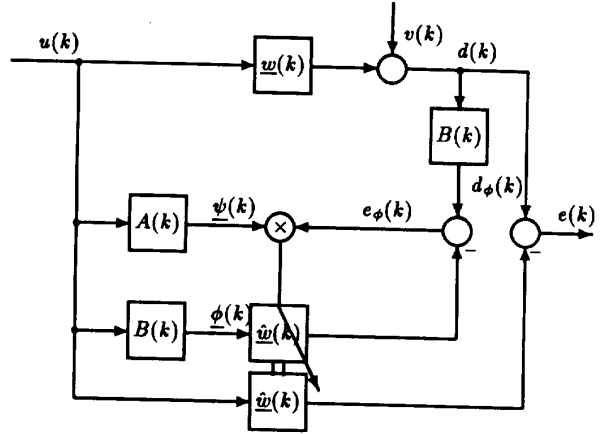 v(k)
u(k)
d(k)
w(k)
B(k)
d_ϕ(k)
ψ(k)
e_ϕ(k)
e(k)
A(k)
×
−
−
ϕ(k)
B(k)
ŵ(k)
ŵ(k)